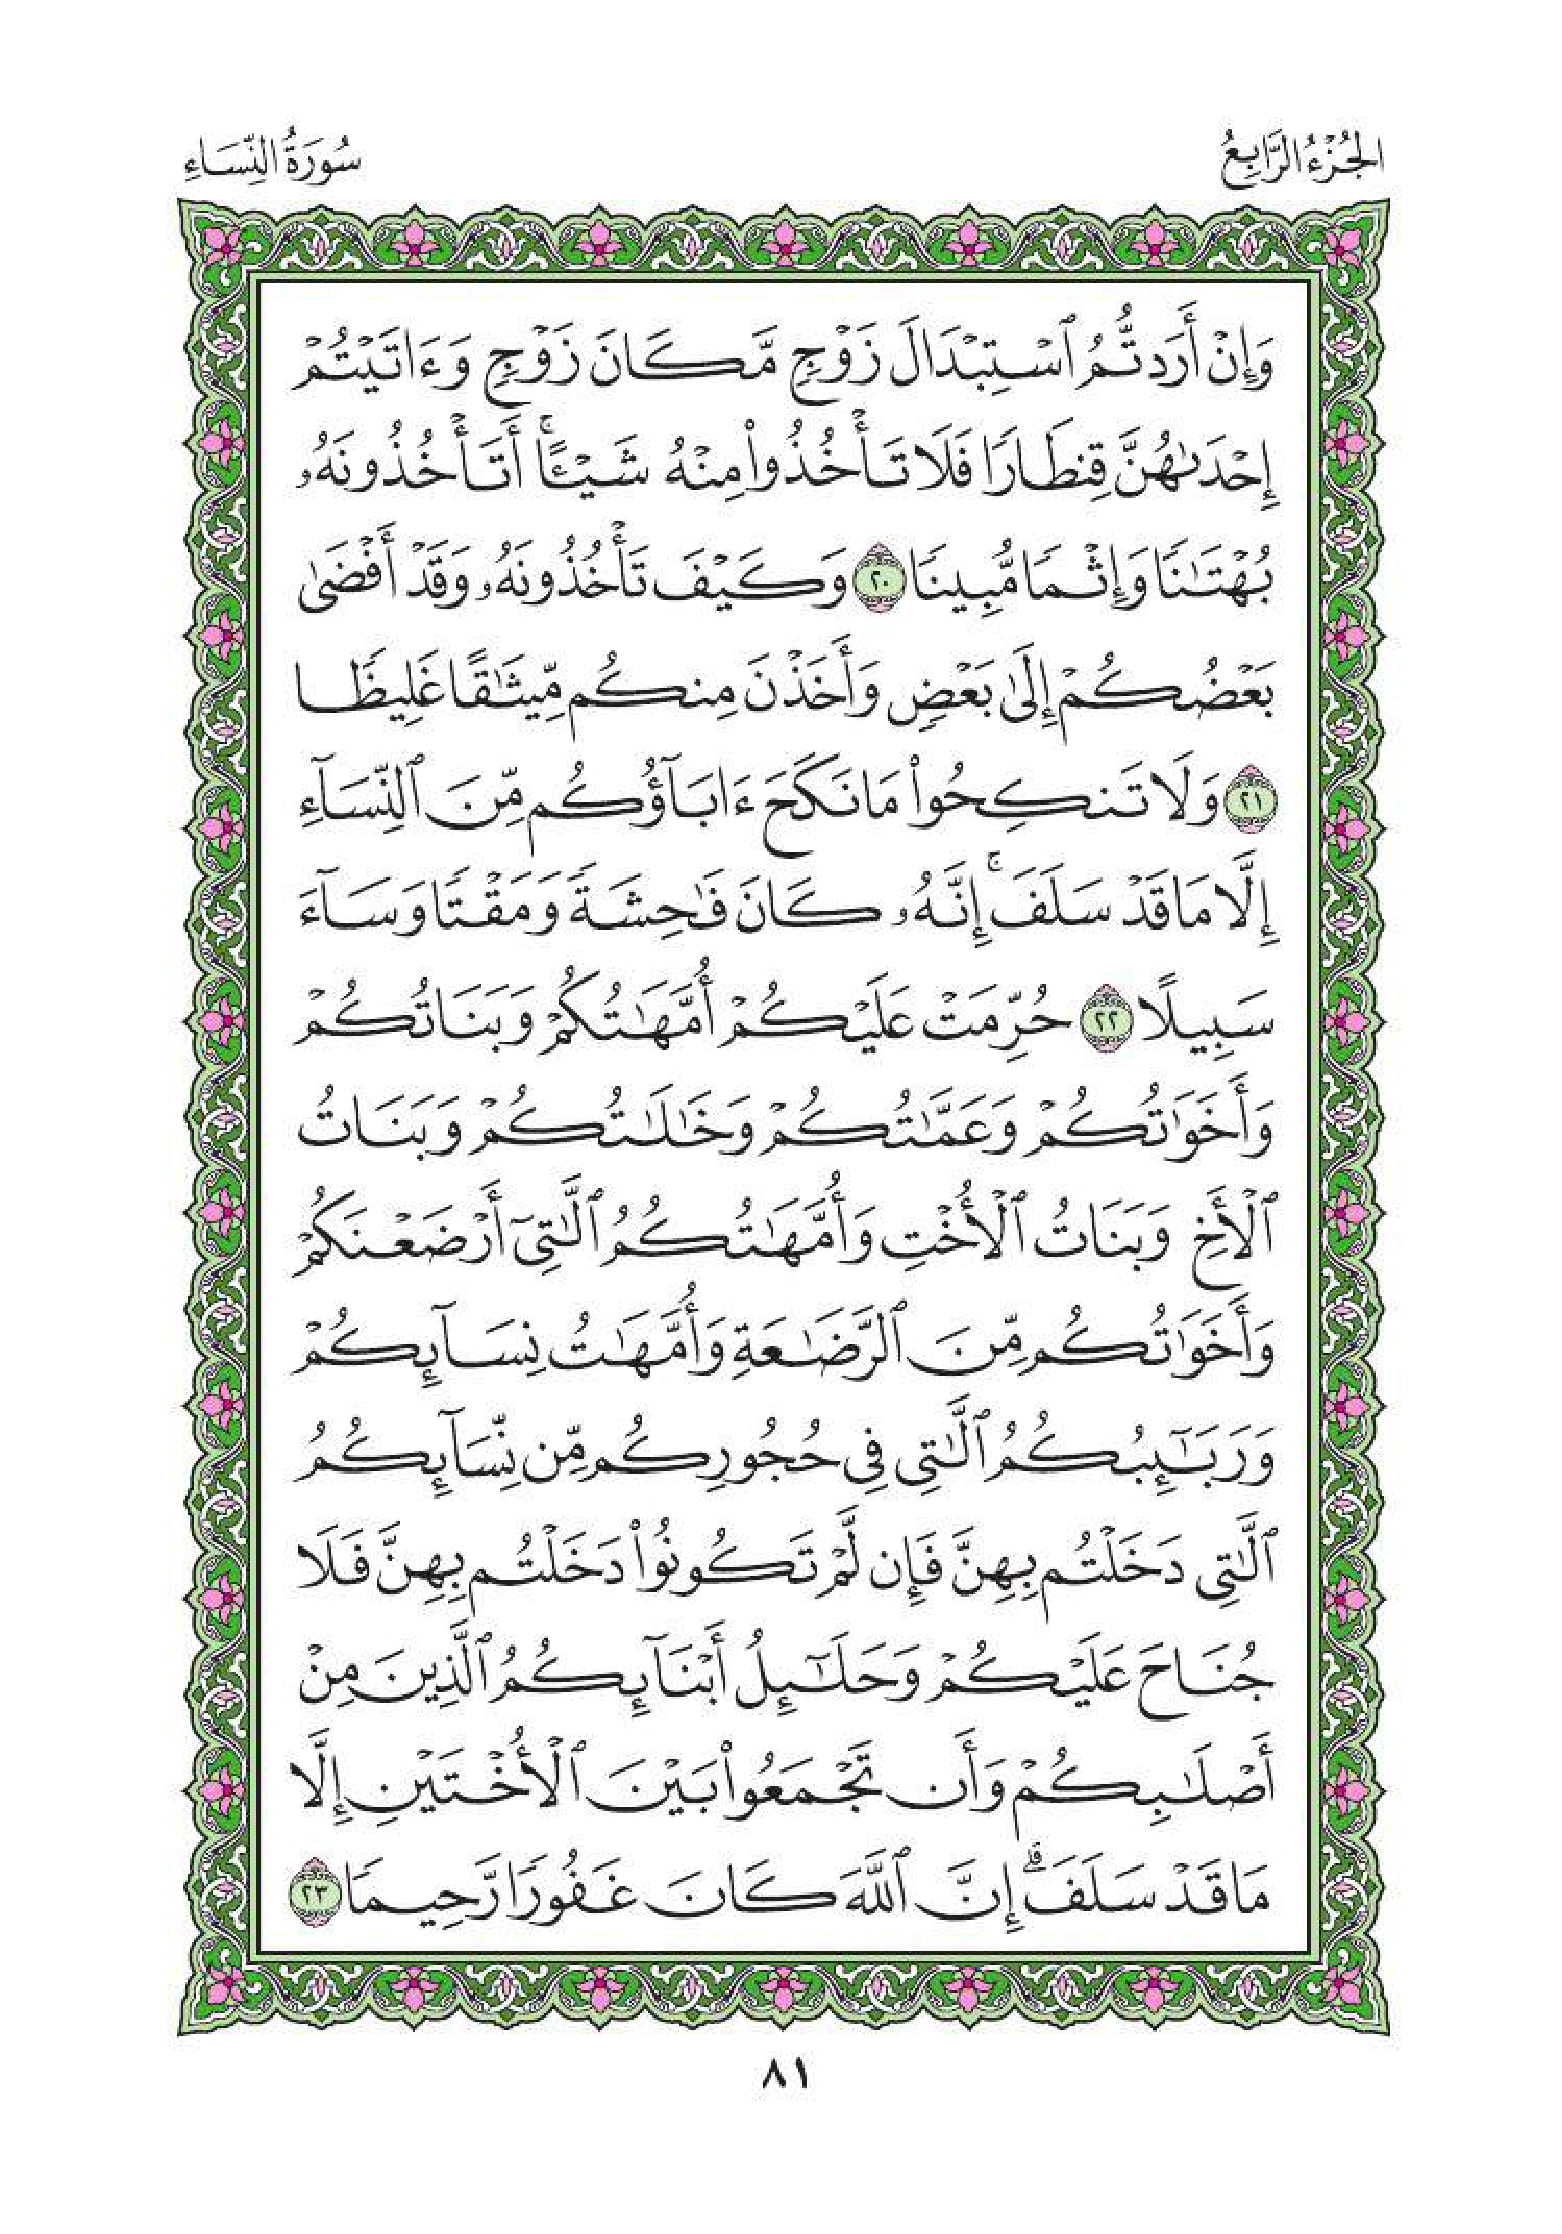 الجُزْءُ الرَّابِعُ
سُورَةُ النِّسَاءِ
وَإِنْ أَرَدتُّمُ ٱسۡتِبۡدَالَ زَوۡجٖ مَّكَانَ زَوۡجٖ وَءَاتَيۡتُمۡ
إِحۡدَىٰهُنَّ قِنطَارٗا فَلَا تَأۡخُذُواْ مِنۡهُ شَيۡـًٔاۚ أَتَأۡخُذُونَهُۥ
بُهۡتَٰنٗا وَإِثۡمٗا مُّبِينٗا ٢٠ وَكَيۡفَ تَأۡخُذُونَهُۥ وَقَدۡ أَفۡضَىٰ
بَعۡضُكُمۡ إِلَىٰ بَعۡضٖ وَأَخَذۡنَ مِنكُم مِّيثَٰقًا غَلِيظٗا
٢١ وَلَا تَنكِحُواْ مَا نَكَحَ ءَابَآؤُكُم مِّنَ ٱلنِّسَآءِ
إِلَّا مَا قَدۡ سَلَفَۚ إِنَّهُۥ كَانَ فَٰحِشَةٗ وَمَقۡتٗا وَسَآءَ
سَبِيلًا ٢٢ حُرِّمَتۡ عَلَيۡكُمۡ أُمَّهَٰتُكُمۡ وَبَنَاتُكُمۡ
وَأَخَوَٰتُكُمۡ وَعَمَّٰتُكُمۡ وَخَٰلَٰتُكُمۡ وَبَنَاتُ
ٱلۡأَخِ وَبَنَاتُ ٱلۡأُخۡتِ وَأُمَّهَٰتُكُمُ ٱلَّٰتِيٓ أَرۡضَعۡنَكُمۡ
وَأَخَوَٰتُكُم مِّنَ ٱلرَّضَٰعَةِ وَأُمَّهَٰتُ نِسَآئِكُمۡ
وَرَبَٰٓئِبُكُمُ ٱلَّٰتِي فِي حُجُورِكُم مِّن نِّسَآئِكُمُ
ٱلَّٰتِي دَخَلۡتُم بِهِنَّ فَإِن لَّمۡ تَكُونُواْ دَخَلۡتُم بِهِنَّ فَلَا
جُنَاحَ عَلَيۡكُمۡ وَحَلَٰٓئِلُ أَبۡنَآئِكُمُ ٱلَّذِينَ مِنۡ
أَصۡلَٰبِكُمۡ وَأَن تَجۡمَعُواْ بَيۡنَ ٱلۡأُخۡتَيۡنِ إِلَّا
مَا قَدۡ سَلَفَۗ إِنَّ ٱللَّهَ كَانَ غَفُورٗا رَّحِيمٗا ٢٣
٨١